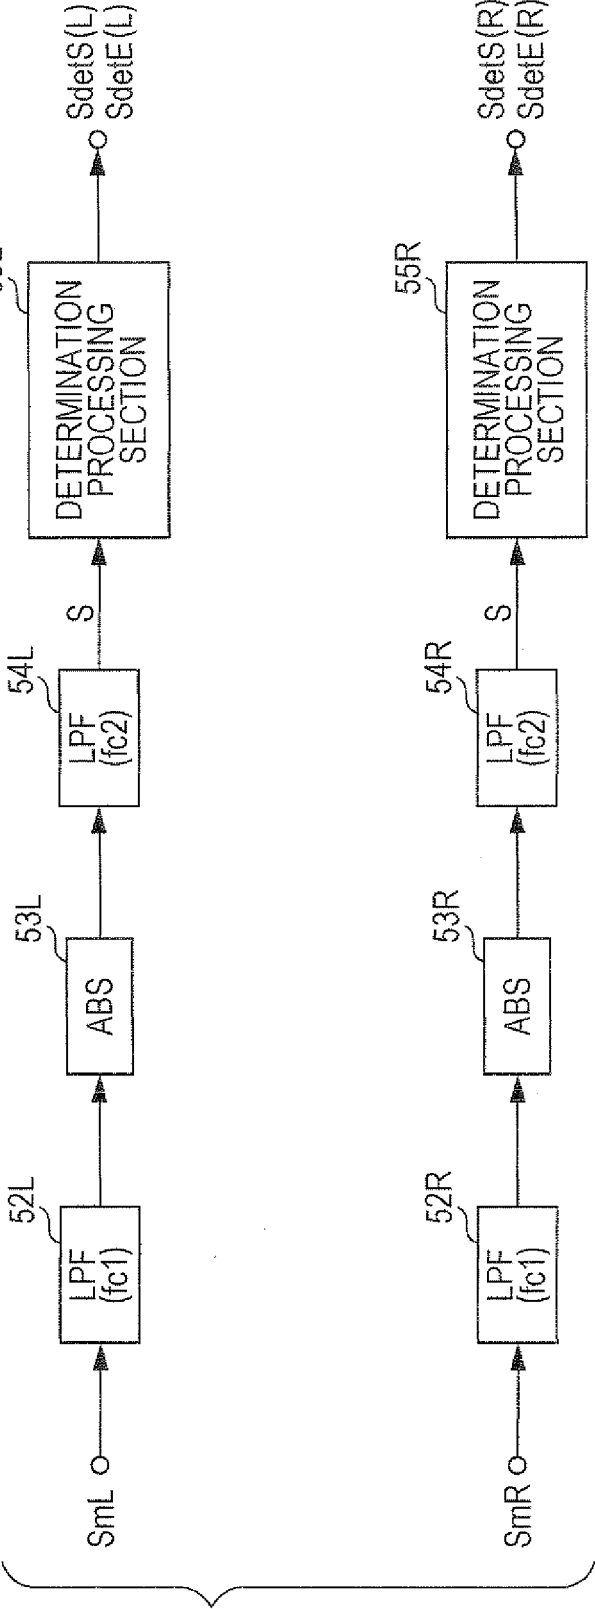 SmL
52L
LPF
(fc1)
53L
ABS
54L
LPF
(fc2)
S
DETERMINATION
PROCESSING
SECTION
SdetS(L)
SdetE(L)
SmR
52R
LPF
(fc1)
53R
ABS
54R
LPF
(fc2)
S
55R
DETERMINATION
PROCESSING
SECTION
SdetS(R)
SdetE(R)